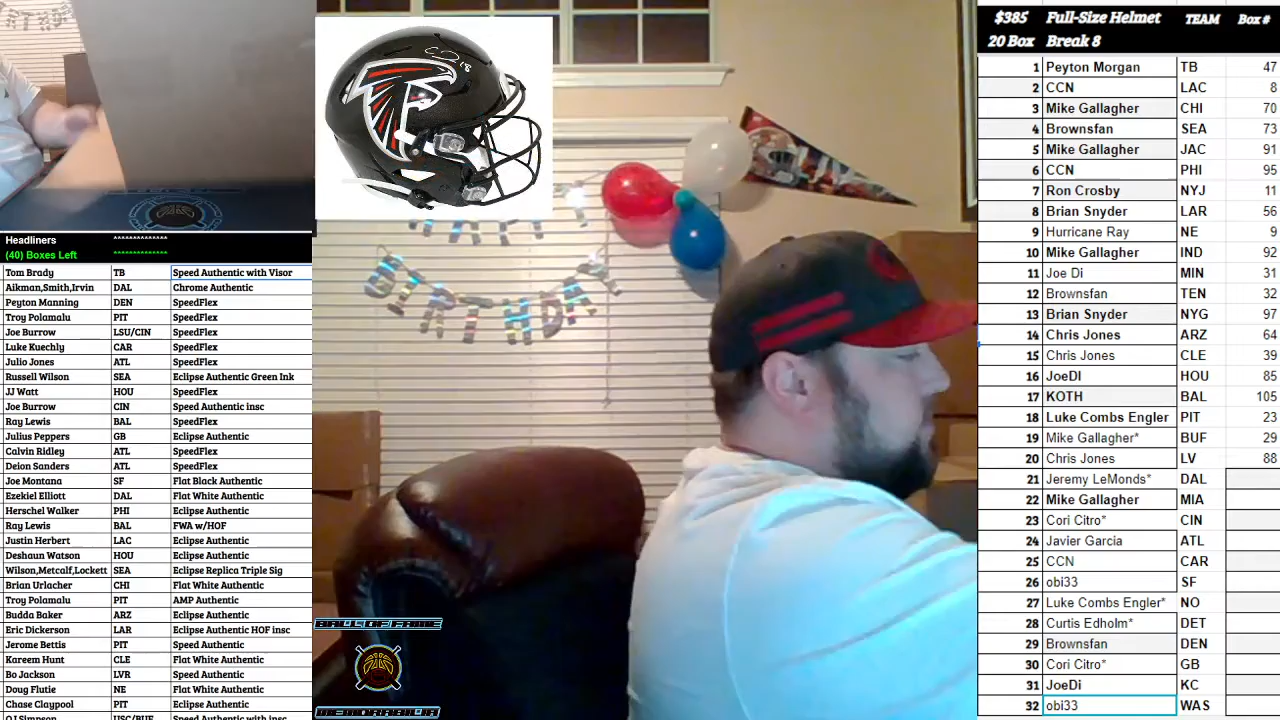 Headliners **************
(40) Boxes Left **************
Tom Brady TB Speed Authentic with Visor
Aikman,Smith,Irvin DAL Chrome Authentic
Peyton Manning DEN SpeedFlex
Troy Polamalu PIT SpeedFlex
Joe Burrow LSU/CIN SpeedFlex
Luke Kuechly CAR SpeedFlex
Julio Jones ATL SpeedFlex
Russell Wilson SEA Eclipse Authentic Green Ink
JJ Watt HOU SpeedFlex
Joe Burrow CIN Speed Authentic insc
Ray Lewis BAL SpeedFlex
Julius Peppers GB Eclipse Authentic
Calvin Ridley ATL SpeedFlex
Deion Sanders ATL SpeedFlex
Joe Montana SF Flat Black Authentic
Ezekiel Elliott DAL Flat White Authentic
Herschel Walker PHI Eclipse Authentic
Ray Lewis BAL FWA w/HOF
Justin Herbert LAC Eclipse Authentic
Deshaun Watson HOU Eclipse Authentic
Wilson,Metcalf,Lockett SEA Eclipse Replica Triple Sig
Brian Urlacher CHI Flat White Authentic
Troy Polamalu PIT AMP Authentic
Budda Baker ARZ Eclipse Authentic
Eric Dickerson LAR Eclipse Authentic HOF insc
Jerome Bettis PIT Speed Authentic
Kareem Hunt CLE Flat White Authentic
Bo Jackson LVR Speed Authentic
Doug Flutie NE Flat White Authentic
Chase Claypool PIT Eclipse Authentic
OJ Simpson USC/BUF Speed Authentic with insc
18
BIRTHDAY
BALL OF FAME
MEMORABILIA
$385 Full-Size Helmet TEAM Box #
20 Box Break 8
1 Peyton Morgan TB 47
2 CCN LAC 8
3 Mike Gallagher CHI 70
4 Brownsfan SEA 73
5 Mike Gallagher JAC 91
6 CCN PHI 95
7 Ron Crosby NYJ 11
8 Brian Snyder LAR 56
9 Hurricane Ray NE 9
10 Mike Gallagher IND 92
11 Joe Di MIN 31
12 Brownsfan TEN 32
13 Brian Snyder NYG 97
14 Chris Jones ARZ 64
15 Chris Jones CLE 39
16 JoeDI HOU 85
17 KOTH BAL 105
18 Luke Combs Engler PIT 23
19 Mike Gallagher* BUF 29
20 Chris Jones LV 88
21 Jeremy LeMonds* DAL
22 Mike Gallagher MIA
23 Cori Citro* CIN
24 Javier Garcia ATL
25 CCN CAR
26 obi33 SF
27 Luke Combs Engler* NO
28 Curtis Edholm* DET
29 Brownsfan DEN
30 Cori Citro* GB
31 JoeDi KC
32 obi33 WAS